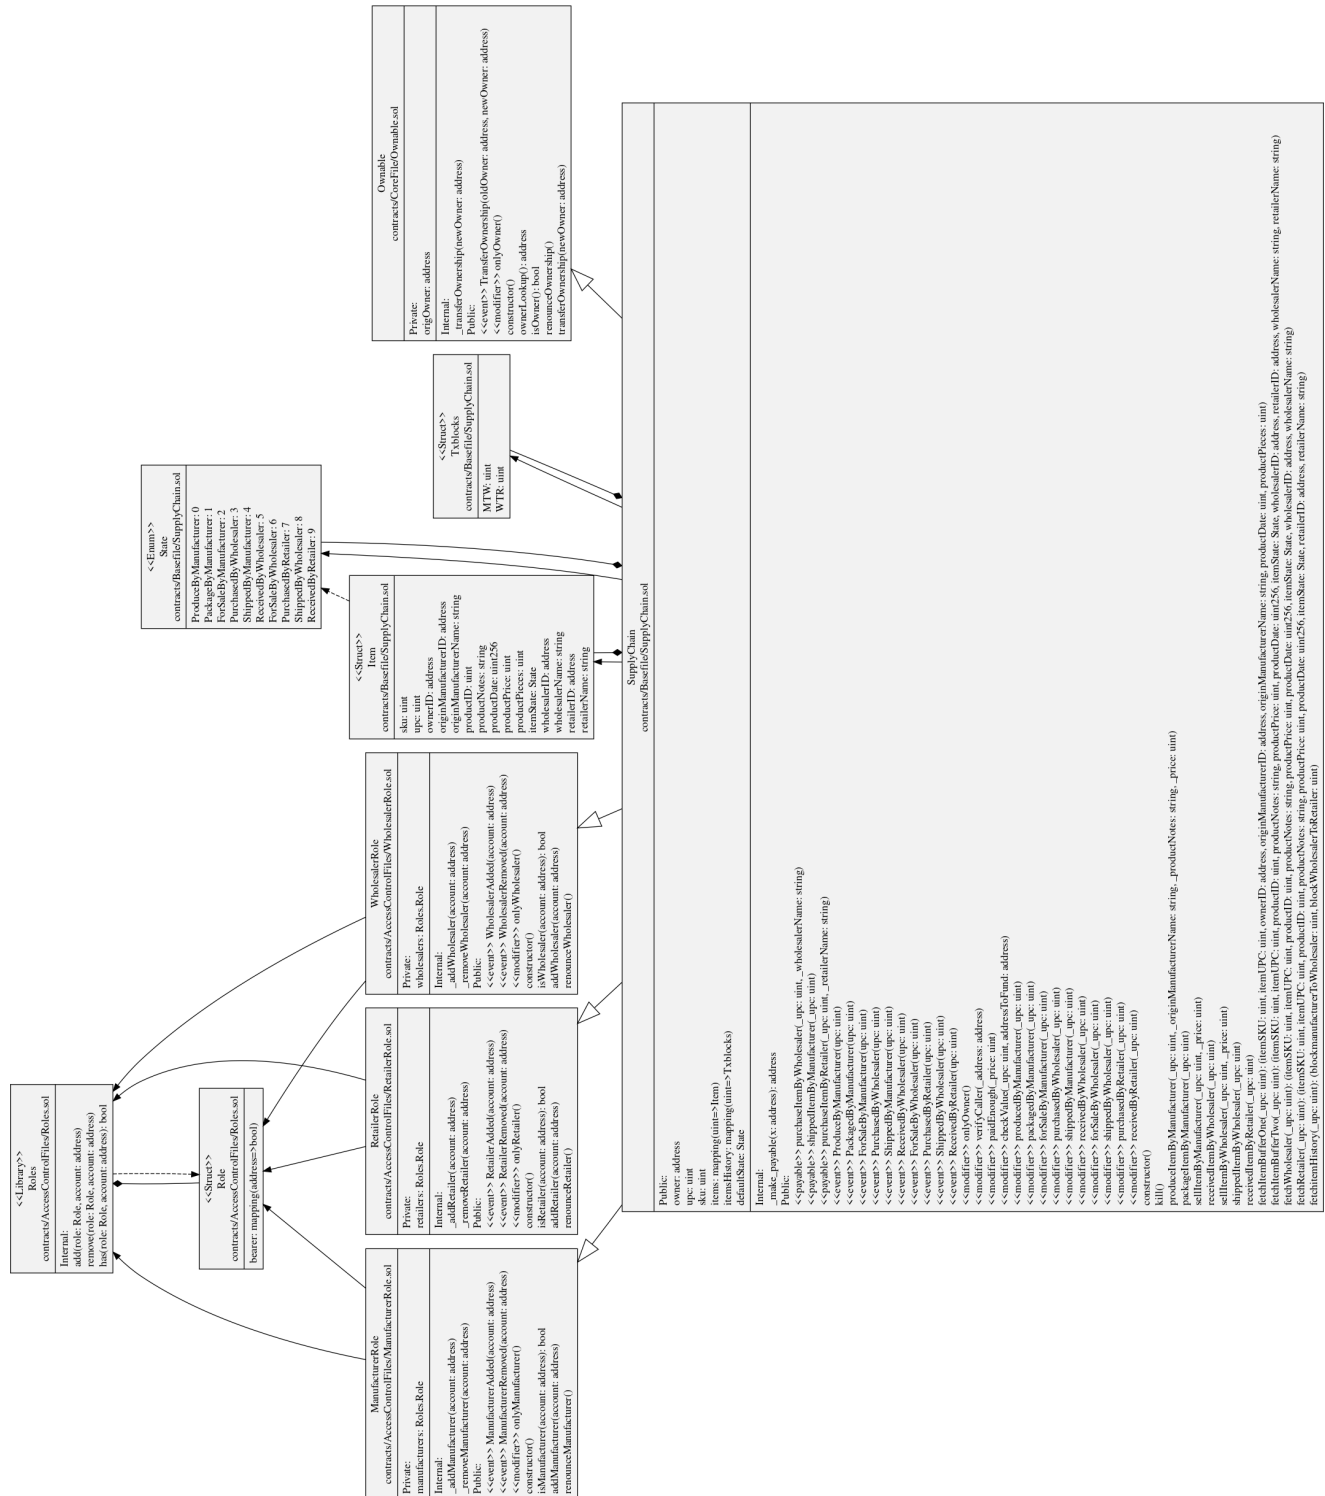 <<Library>>
Roles
contracts/AccessControlFiles/Roles.sol
Internal:
add(role: Role, account: address)
remove(role: Role, account: address)
has(role: Role, account: address): bool
<<Struct>>
Role
contracts/AccessControlFiles/Roles.sol
bearer: mapping(address=>bool)
ManufacturerRole
contracts/AccessControlFiles/ManufacturerRole.sol
Private:
manufacturers: Roles.Role
Internal:
_addManufacturer(account: address)
_removeManufacturer(account: address)
Public:
<<event>> ManufacturerAdded(account: address)
<<event>> ManufacturerRemoved(account: address)
<<modifier>> onlyManufacturer()
constructor()
isManufacturer(account: address): bool
addManufacturer(account: address)
renounceManufacturer()
RetailerRole
contracts/AccessControlFiles/RetailerRole.sol
Private:
retailers: Roles.Role
Internal:
_addRetailer(account: address)
_removeRetailer(account: address)
Public:
<<event>> RetailerAdded(account: address)
<<event>> RetailerRemoved(account: address)
<<modifier>> onlyRetailer()
constructor()
isRetailer(account: address): bool
addRetailer(account: address)
renounceRetailer()
WholesalerRole
contracts/AccessControlFiles/WholesalerRole.sol
Private:
wholesalers: Roles.Role
Internal:
_addWholesaler(account: address)
_removeWholesaler(account: address)
Public:
<<event>> WholesalerAdded(account: address)
<<event>> WholesalerRemoved(account: address)
<<modifier>> onlyWholesaler()
constructor()
isWholesaler(account: address): bool
addWholesaler(account: address)
renounceWholesaler()
<<Enum>>
State
contracts/Basefile/SupplyChain.sol
ProduceByManufacturer: 0
PackageByManufacturer: 1
ForSaleByManufacturer: 2
PurchasedByWholesaler: 3
ShippedByManufacturer: 4
ReceivedByWholesaler: 5
ForSaleByWholesaler: 6
PurchasedByRetailer: 7
ShippedByWholesaler: 8
ReceivedByRetailer: 9
<<Struct>>
Item
contracts/Basefile/SupplyChain.sol
sku: uint
upc: uint
ownerID: address
originManufacturerID: address
originManufacturerName: string
productID: uint
productNotes: string
productDate: uint256
productPrice: uint
productPieces: uint
itemState: State
wholesalerID: address
wholesalerName: string
retailerID: address
retailerName: string
<<Struct>>
Txblocks
contracts/Basefile/SupplyChain.sol
MTW: uint
WTR: uint
Ownable
contracts/CoreFile/Ownable.sol
Private:
origOwner: address
Internal:
_transferOwnership(newOwner: address)
Public:
<<event>> TransferOwnership(oldOwner: address, newOwner: address)
<<modifier>> onlyOwner()
constructor()
ownerLookup(): address
isOwner(): bool
renounceOwnership()
transferOwnership(newOwner: address)
SupplyChain
contracts/Basefile/SupplyChain.sol
Public:
owner: address
upc: uint
sku: uint
items: mapping(uint=>Item)
itemsHistory: mapping(uint=>Txblocks)
defaultState: State
Internal:
_make_payable(x: address): address
Public:
<<payable>> purchaseItemByWholesaler(_upc: uint, _wholesalerName: string)
<<payable>> shippedItemByManufacturer(_upc: uint)
<<payable>> purchaseItemByRetailer(_upc: uint, _retailerName: string)
<<event>> ProduceByManufacturer(upc: uint)
<<event>> PackagedByManufacturer(upc: uint)
<<event>> ForSaleByManufacturer(upc: uint)
<<event>> PurchaseByWholesaler(upc: uint)
<<event>> ShippedByManufacturer(upc: uint)
<<event>> ReceivedByWholesaler(upc: uint)
<<event>> ForSaleByWholesaler(upc: uint)
<<event>> PurchaseByRetailer(upc: uint)
<<event>> ShippedByWholesaler(upc: uint)
<<event>> ReceivedByRetailer(upc: uint)
<<modifier>> onlyOwner()
<<modifier>> verifyCaller(_address: address)
<<modifier>> paidEnough(_price: uint)
<<modifier>> checkValue(_upc: uint, addressToFund: address)
<<modifier>> producedByManufacturer(_upc: uint)
<<modifier>> packagedByManufacturer(_upc: uint)
<<modifier>> forSaleByManufacturer(_upc: uint)
<<modifier>> purchasedByWholesaler(_upc: uint)
<<modifier>> shippedByManufacturer(_upc: uint)
<<modifier>> receivedByWholesaler(_upc: uint)
<<modifier>> forSaleByWholesaler(_upc: uint)
<<modifier>> shippedByWholesaler(_upc: uint)
<<modifier>> purchasedByRetailer(_upc: uint)
<<modifier>> receivedByRetailer(_upc: uint)
constructor()
kill()
produceItemByManufacturer(_upc: uint, _originManufacturerName: string, _productNotes: string, _price: uint)
packageItemByManufacturer(_upc: uint)
sellItemByManufacturer(_upc: uint, _price: uint)
receivedItemByWholesaler(_upc: uint)
sellItemByWholesaler(_upc: uint, _price: uint)
shippedItemByWholesaler(_upc: uint)
receivedItemByRetailer(_upc: uint)
fetchItemBufferOne(_upc: uint): (itemSKU: uint, itemUPC: uint, ownerID: address, originManufacturerID: address, originManufacturerName: string, productDate: uint, productPieces: uint)
fetchItemBufferTwo(_upc: uint): (itemSKU: uint, itemUPC: uint, productID: uint, productNotes: string, productPrice: uint, productDate: uint256, itemState: State, wholesalerID: address, retailerID: address, wholesalerName: string, retailerName: string)
fetchWholesaler(_upc: uint): (itemSKU: uint, itemUPC: uint, productID: uint, productNotes: string, productPrice: uint, productDate: uint256, itemState: State, wholesalerID: address, wholesalerName: string)
fetchRetailer(_upc: uint): (itemSKU: uint, itemUPC: uint, productID: uint, productNotes: string, productPrice: uint, productDate: uint256, itemState: State, retailerID: address, retailerName: string)
fetchitemHistory(_upc: uint): (blockmanufacturerToWholesaler: uint, blockWholesalerToRetailer: uint)